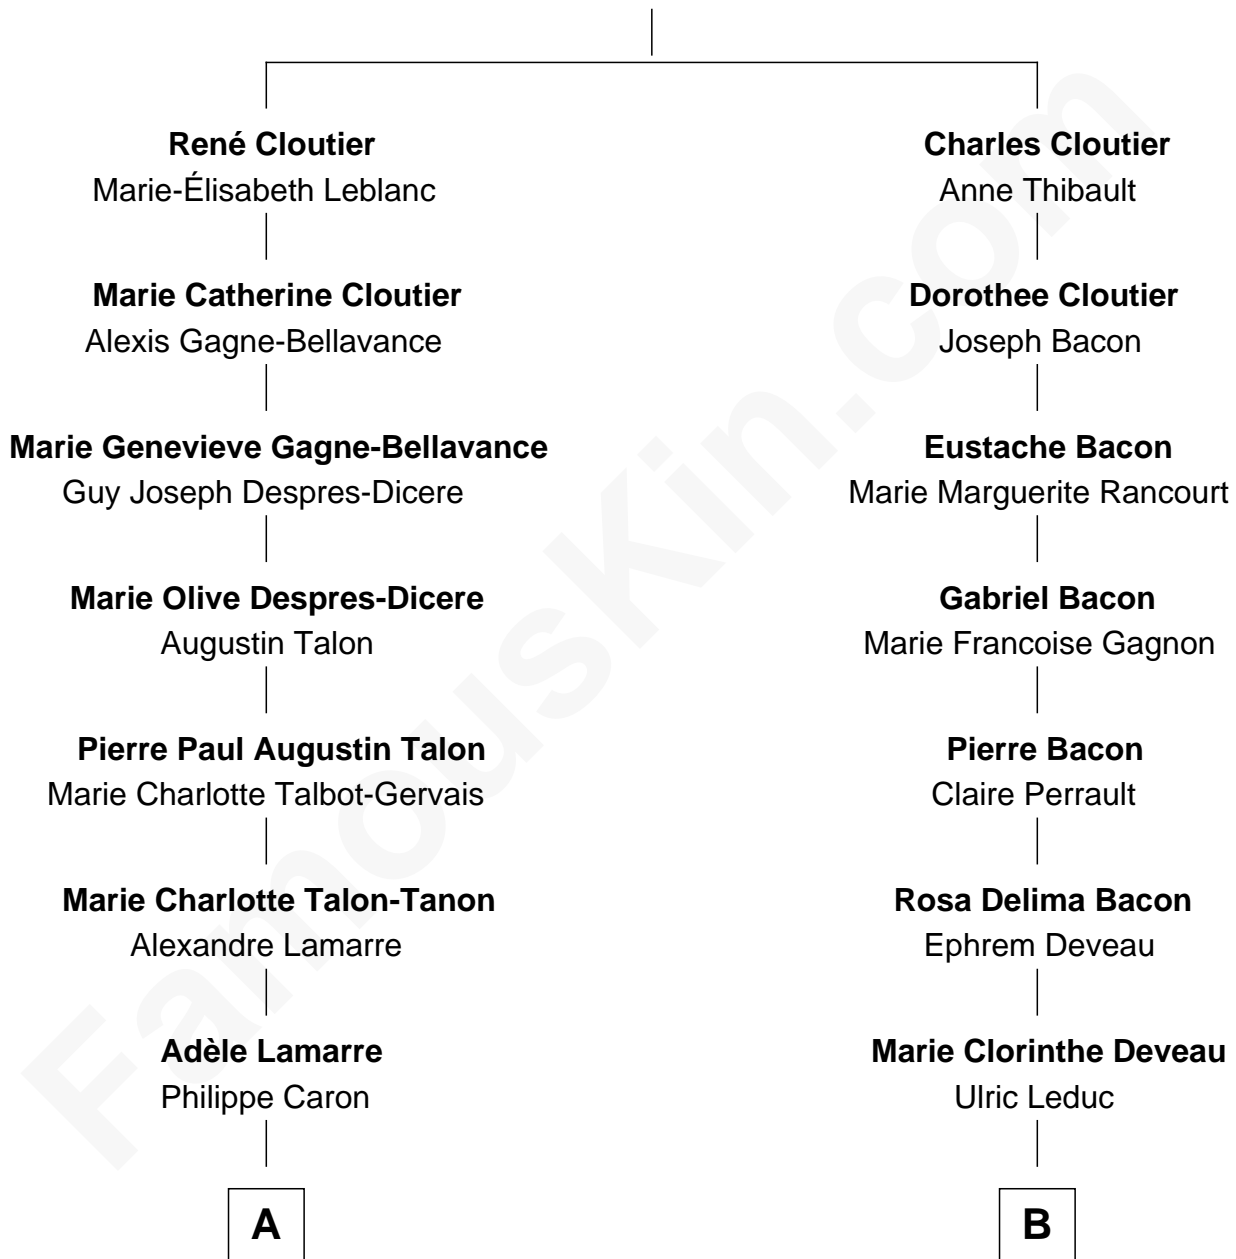 René Cloutier
Marie-Élisabeth Leblanc
Marie Catherine Cloutier
Alexis Gagne-Bellavance
Marie Genevieve Gagne-Bellavance
Guy Joseph Despres-Dicere
Marie Olive Despres-Dicere
Augustin Talon
Pierre Paul Augustin Talon
Marie Charlotte Talbot-Gervais
Marie Charlotte Talon-Tanon
Alexandre Lamarre
Adèle Lamarre
Philippe Caron
A
Charles Cloutier
Anne Thibault
Dorothee Cloutier
Joseph Bacon
Eustache Bacon
Marie Marguerite Rancourt
Gabriel Bacon
Marie Francoise Gagnon
Pierre Bacon
Claire Perrault
Rosa Delima Bacon
Ephrem Deveau
Marie Clorinthe Deveau
Ulric Leduc
B
FamousKin.com